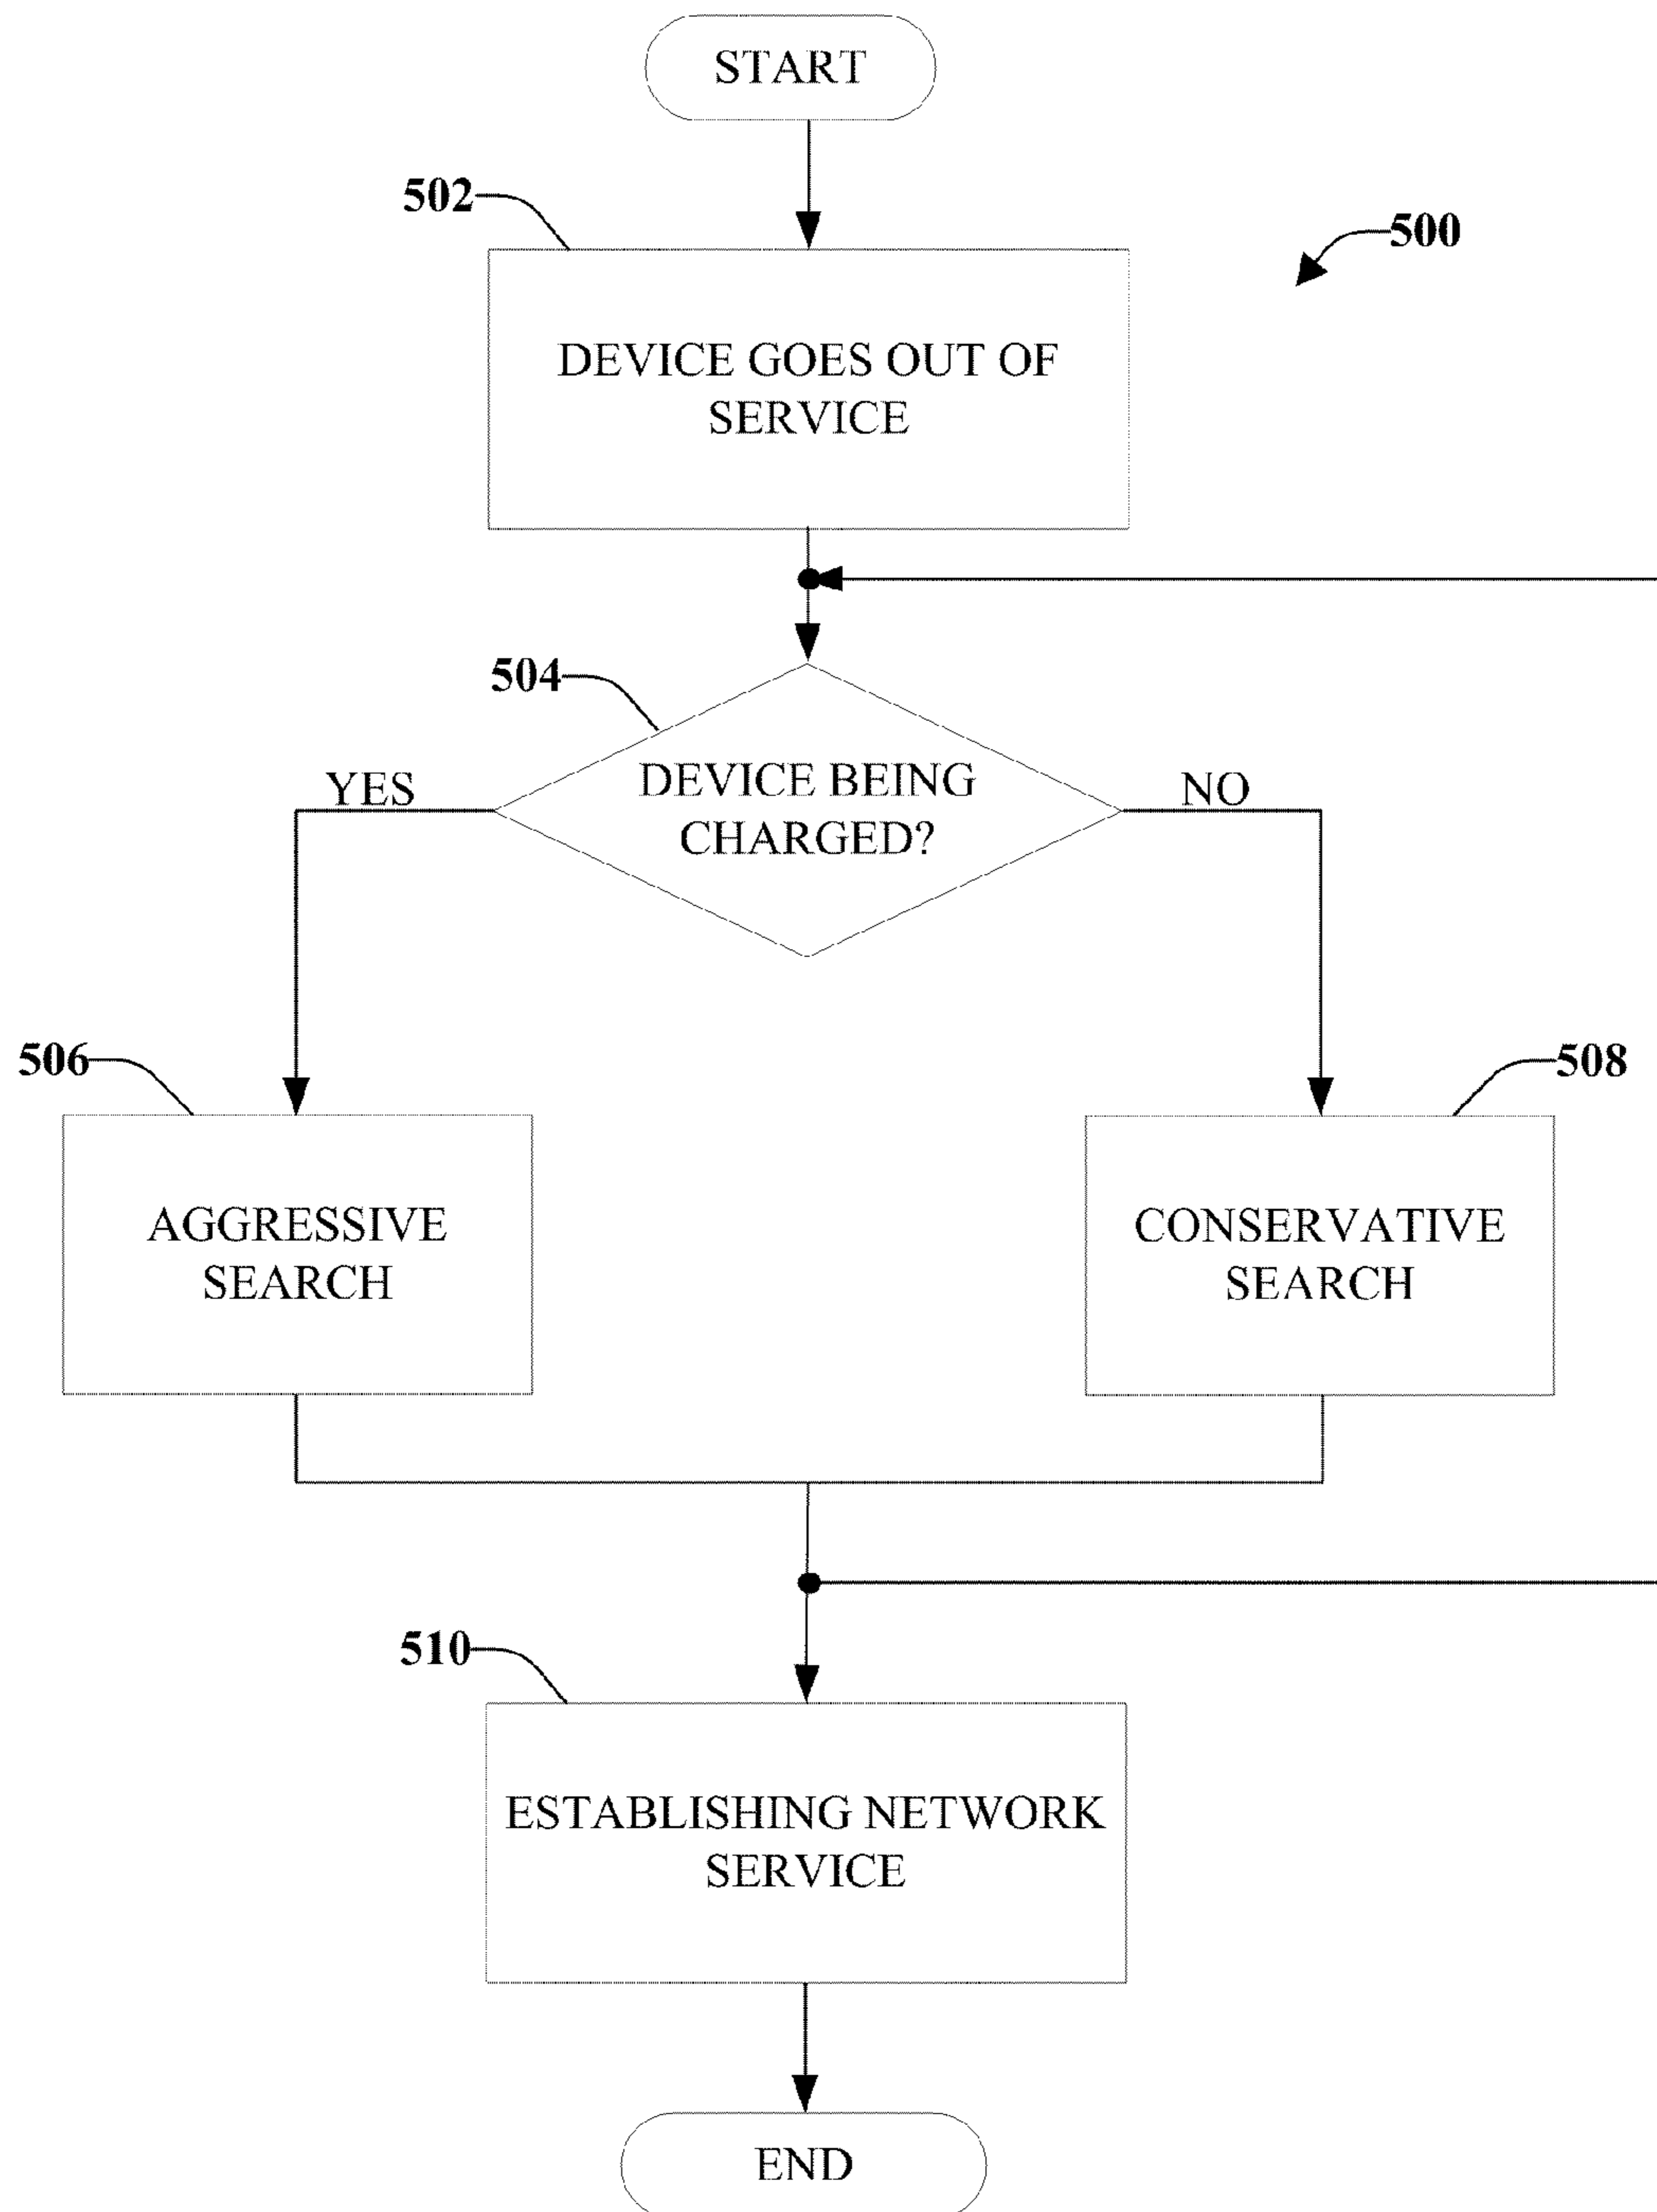 START
502
500
DEVICE GOES OUT OF
SERVICE
504
YES
DEVICE BEING
CHARGED?
NO
506
508
AGGRESSIVE
SEARCH
CONSERVATIVE
SEARCH
510
ESTABLISHING NETWORK
SERVICE
END